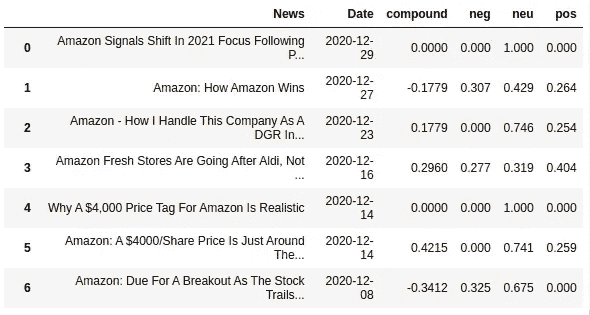 News Date compound neg neu pos
0 Amazon Signals Shift In 2021 Focus Following P... 2020-12-29 0.0000 0.000 1.000 0.000
1 Amazon: How Amazon Wins 2020-12-27 -0.1779 0.307 0.429 0.264
2 Amazon - How I Handle This Company As A DGR In... 2020-12-23 0.1779 0.000 0.746 0.254
3 Amazon Fresh Stores Are Going After Aldi, Not ... 2020-12-16 0.2960 0.277 0.319 0.404
4 Why A $4,000 Price Tag For Amazon Is Realistic 2020-12-14 0.0000 0.000 1.000 0.000
5 Amazon: A $4000/Share Price Is Just Around The... 2020-12-14 0.4215 0.000 0.741 0.259
6 Amazon: Due For A Breakout As The Stock Trails... 2020-12-08 -0.3412 0.325 0.675 0.000